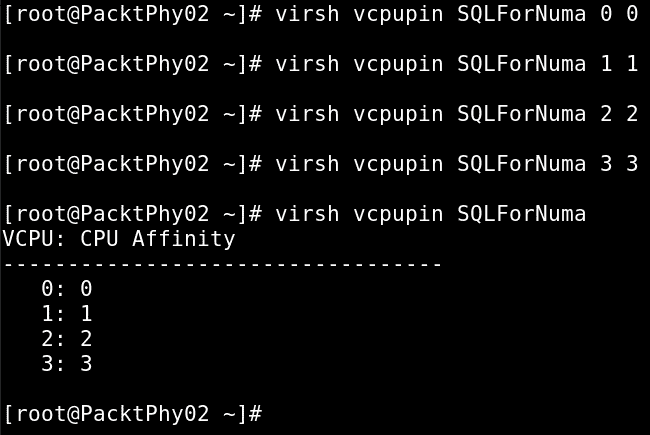 [root@PacktPhy02 ~]# virsh vcpupin SQLForNuma 0 0
[root@PacktPhy02 ~]# virsh vcpupin SQLForNuma 1 1
[root@PacktPhy02 ~]# virsh vcpupin SQLForNuma 2 2
[root@PacktPhy02 ~]# virsh vcpupin SQLForNuma 3 3
[root@PacktPhy02 ~]# virsh vcpupin SQLForNuma
VCPU: CPU Affinity
----------------------------------
   0: 0
   1: 1
   2: 2
   3: 3
[root@PacktPhy02 ~]#